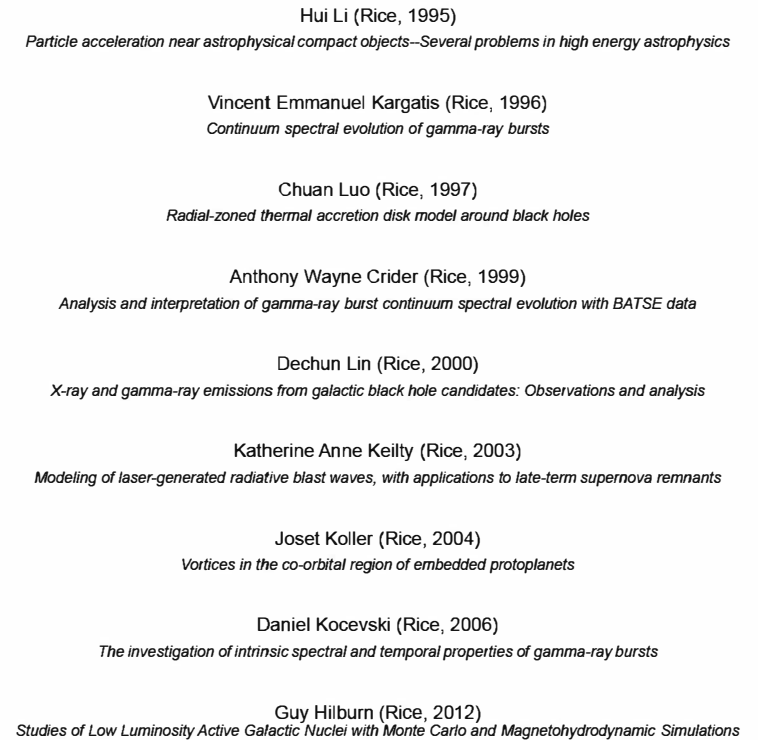 Hui Li (Rice, 1995)
Particle acceleration near astrophysical compact objects--Several problems in high energy astrophysics
Vincent Emmanuel Kargatis (Rice, 1996)
Continuum spectral evolution of gamma-ray bursts
Chuan Luo (Rice, 1997)
Radial-zoned thermal accretion disk model around black holes
Anthony Wayne Crider (Rice, 1999)
Analysis and interpretation of gamma-ray burst continuum spectral evolution with BATSE data
Dechun Lin (Rice, 2000)
X-ray and gamma-ray emissions from galactic black hole candidates: Observations and analysis
Katherine Anne Keilty (Rice, 2003)
Modeling of laser-generated radiative blast waves, with applications to late-term supernova remnants
Joset Koller (Rice, 2004)
Vortices in the co-orbital region of embedded protoplanets
Daniel Kocevski (Rice, 2006)
The investigation of intrinsic spectral and temporal properties of gamma-ray bursts
Guy Hilburn (Rice, 2012)
Studies of Low Luminosity Active Galactic Nuclei with Monte Carlo and Magnetohydrodynamic Simulations